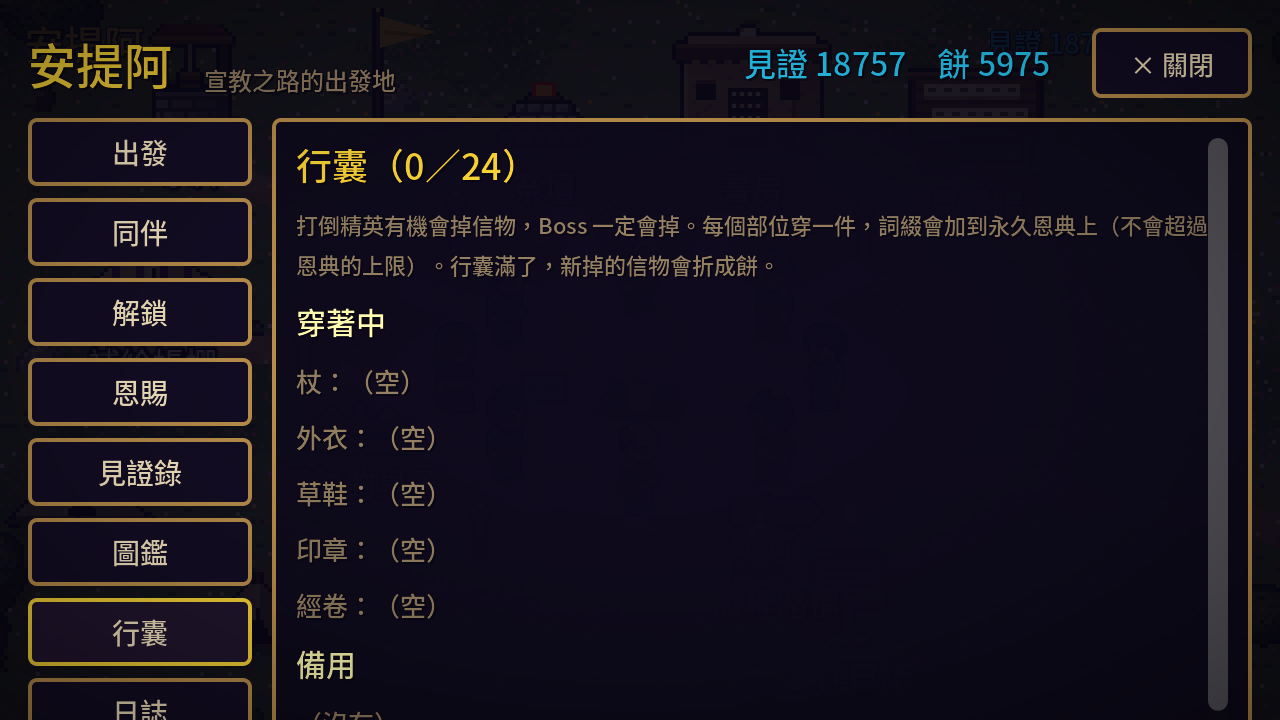 安提阿
宣教之路的出發地
見證 18757
餅 5975
× 關閉
出發
同伴
解鎖
恩賜
見證錄
圖鑑
行囊
日誌
行囊（0／24）
打倒精英有機會掉信物，Boss 一定會掉。每個部位穿一件，詞綴會加到永久恩典上（不會超過
恩典的上限）。行囊滿了，新掉的信物會折成餅。
穿著中
杖：（空）
外衣：（空）
草鞋：（空）
印章：（空）
經卷：（空）
備用
（沒有）